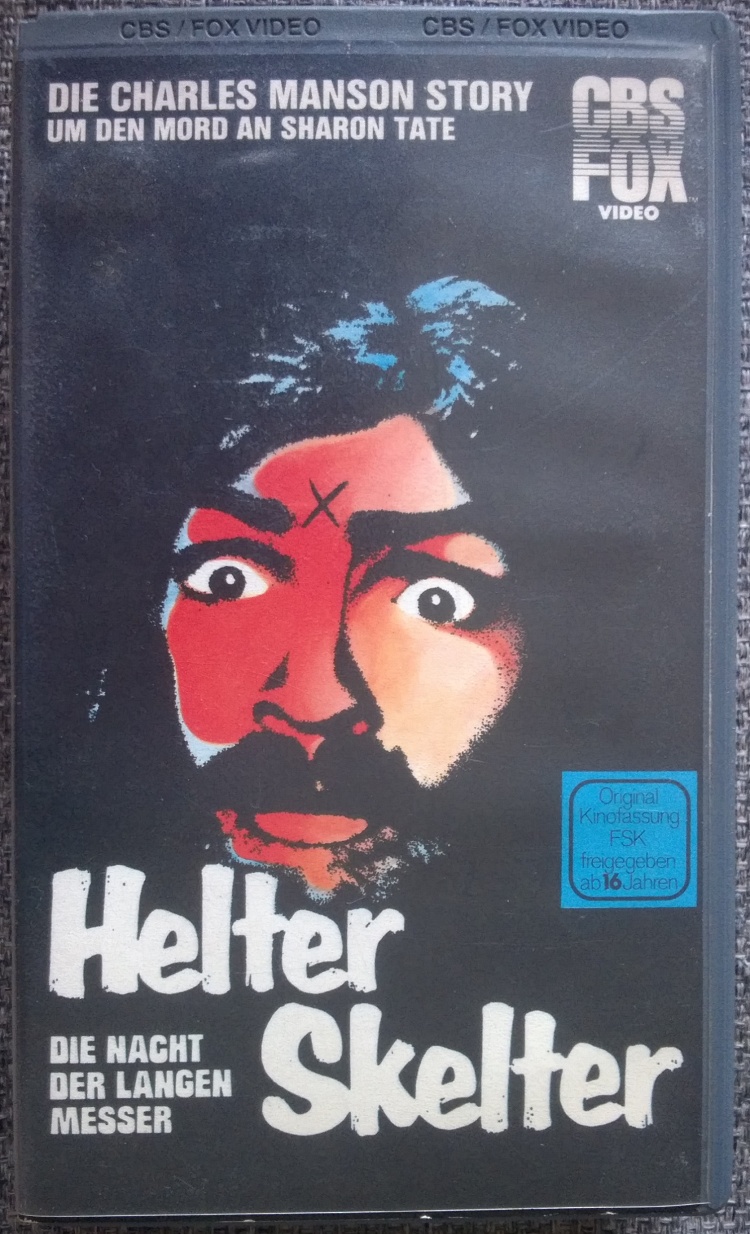 CBS / FOX VIDEO CBS / FOX VIDEO
DIE CHARLES MANSON STORY
UM DEN MORD AN SHARON TATE
CBS
FOX
VIDEO
Original
Kinofassung
FSK
freigegeben
ab 16 Jahren
Helter
Skelter
DIE NACHT
DER LANGEN
MESSER